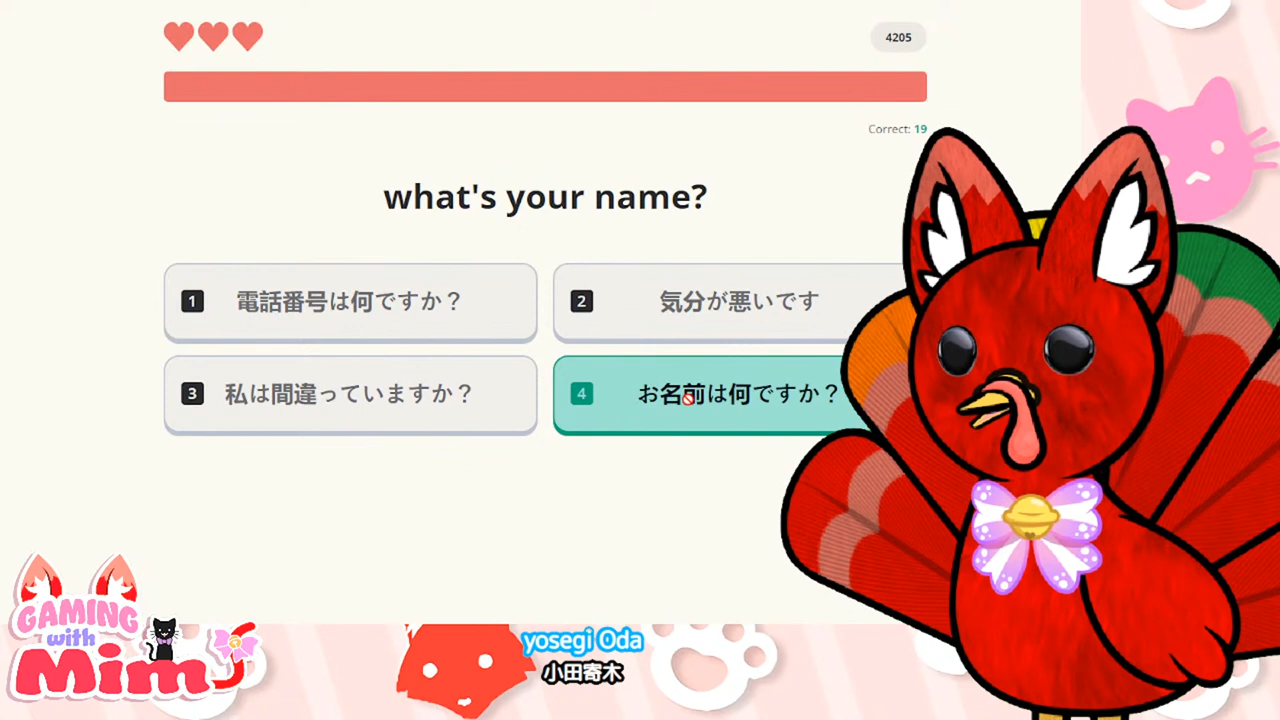 4205
Correct: 19
what's your name?
1 電話番号は何ですか？
2 気分が悪いです
3 私は間違っていますか？
4 お名前は何ですか？
GAMING
with
Mim
yosegi Oda
小田寄木